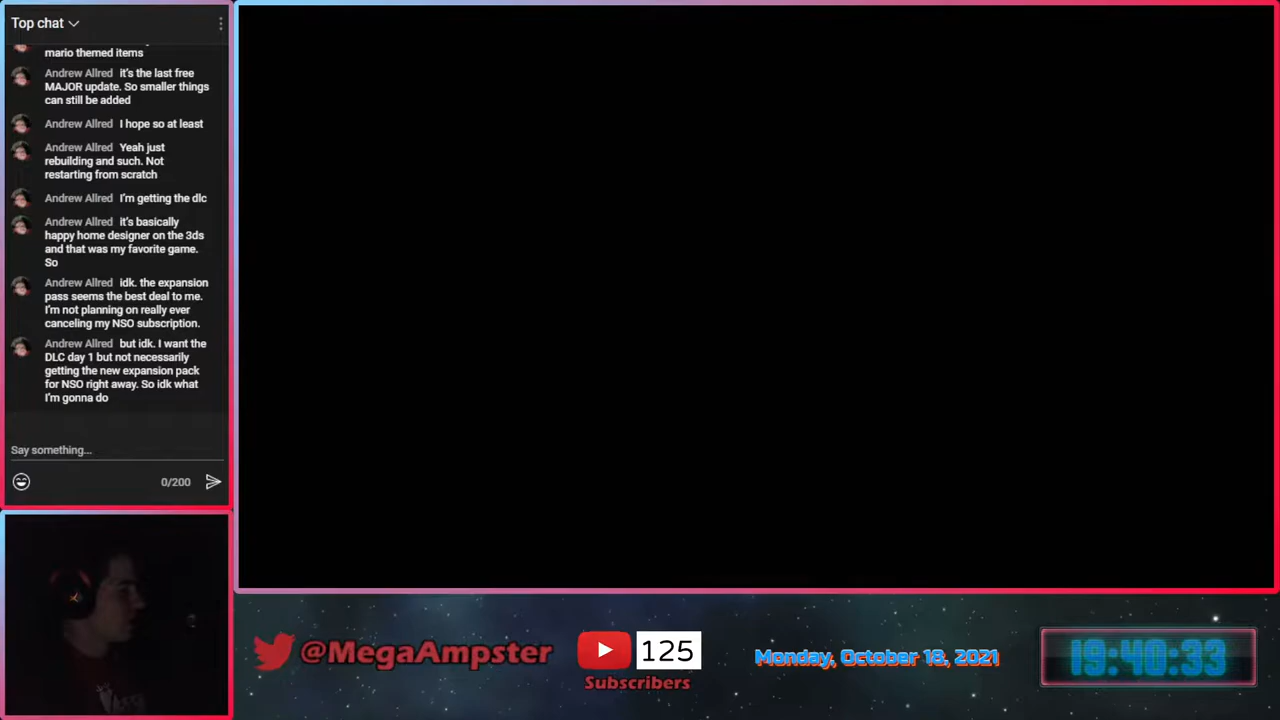 Top chat
mario themed items
Andrew Allred it's the last free
MAJOR update. So smaller things
can still be added
Andrew Allred I hope so at least
Andrew Allred Yeah just
rebuilding and such. Not
restarting from scratch
Andrew Allred I'm getting the dlc
Andrew Allred it's basically
happy home designer on the 3ds
and that was my favorite game.
So
Andrew Allred idk. the expansion
pass seems the best deal to me.
I'm not planning on really ever
canceling my NSO subscription.
Andrew Allred but idk. I want the
DLC day 1 but not necessarily
getting the new expansion pack
for NSO right away. So idk what
I'm gonna do
Say something...
0/200
@MegaAmpster
125
Subscribers
Monday, October 18, 2021
19:40:33